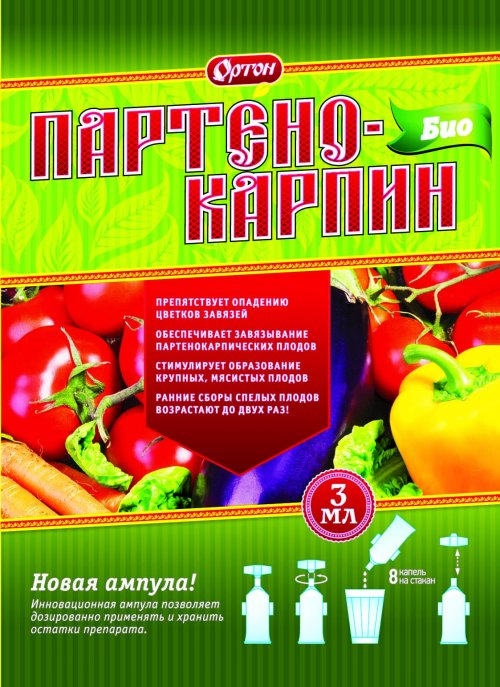 Ортон
ПАРТЕНО-
КАРПИН
Био
ПРЕПЯТСТВУЕТ ОПАДЕНИЮ
ЦВЕТКОВ ЗАВЯЗЕЙ
ОБЕСПЕЧИВАЕТ ЗАВЯЗЫВАНИЕ
ПАРТЕНОКАРПИЧЕСКИХ ПЛОДОВ
СТИМУЛИРУЕТ ОБРАЗОВАНИЕ
КРУПНЫХ, МЯСИСТЫХ ПЛОДОВ
РАННИЕ СБОРЫ СПЕЛЫХ ПЛОДОВ
ВОЗРАСТАЮТ ДО ДВУХ РАЗ!
3
МЛ
Новая ампула!
Инновационная ампула позволяет
дозированно применять и хранить
остатки препарата.
8 капель
на стакан